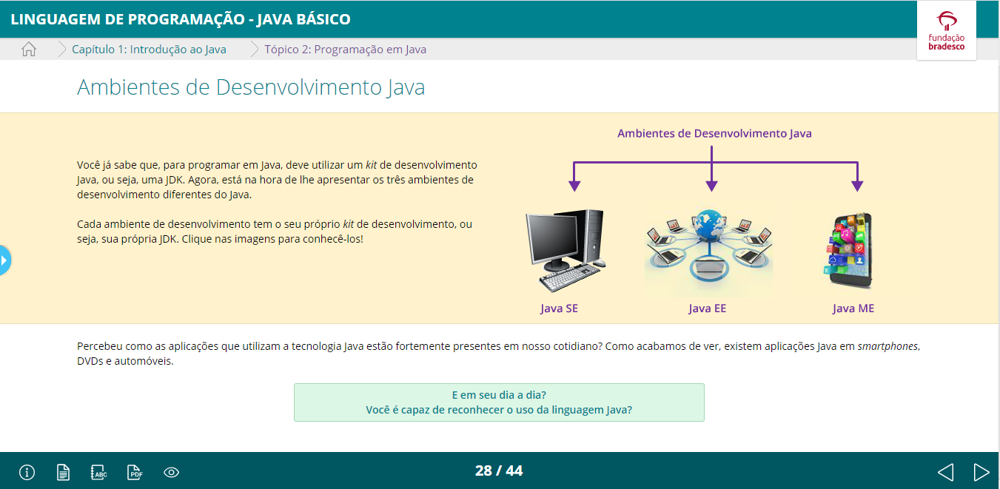 LINGUAGEM DE PROGRAMAÇÃO - JAVA BÁSICO
fundação
bradesco
Capítulo 1: Introdução ao Java
Tópico 2: Programação em Java
Ambientes de Desenvolvimento Java
Você já sabe que, para programar em Java, deve utilizar um kit de desenvolvimento
Java, ou seja, uma JDK. Agora, está na hora de lhe apresentar os três ambientes de
desenvolvimento diferentes do Java.
Cada ambiente de desenvolvimento tem o seu próprio kit de desenvolvimento, ou
seja, sua própria JDK. Clique nas imagens para conhecê-los!
Ambientes de Desenvolvimento Java
Java SE
Java EE
Java ME
Percebeu como as aplicações que utilizam a tecnologia Java estão fortemente presentes em nosso cotidiano? Como acabamos de ver, existem aplicações Java em smartphones,
DVDs e automóveis.
E em seu dia a dia?
Você é capaz de reconhecer o uso da linguagem Java?
ABC
PDF
28 / 44